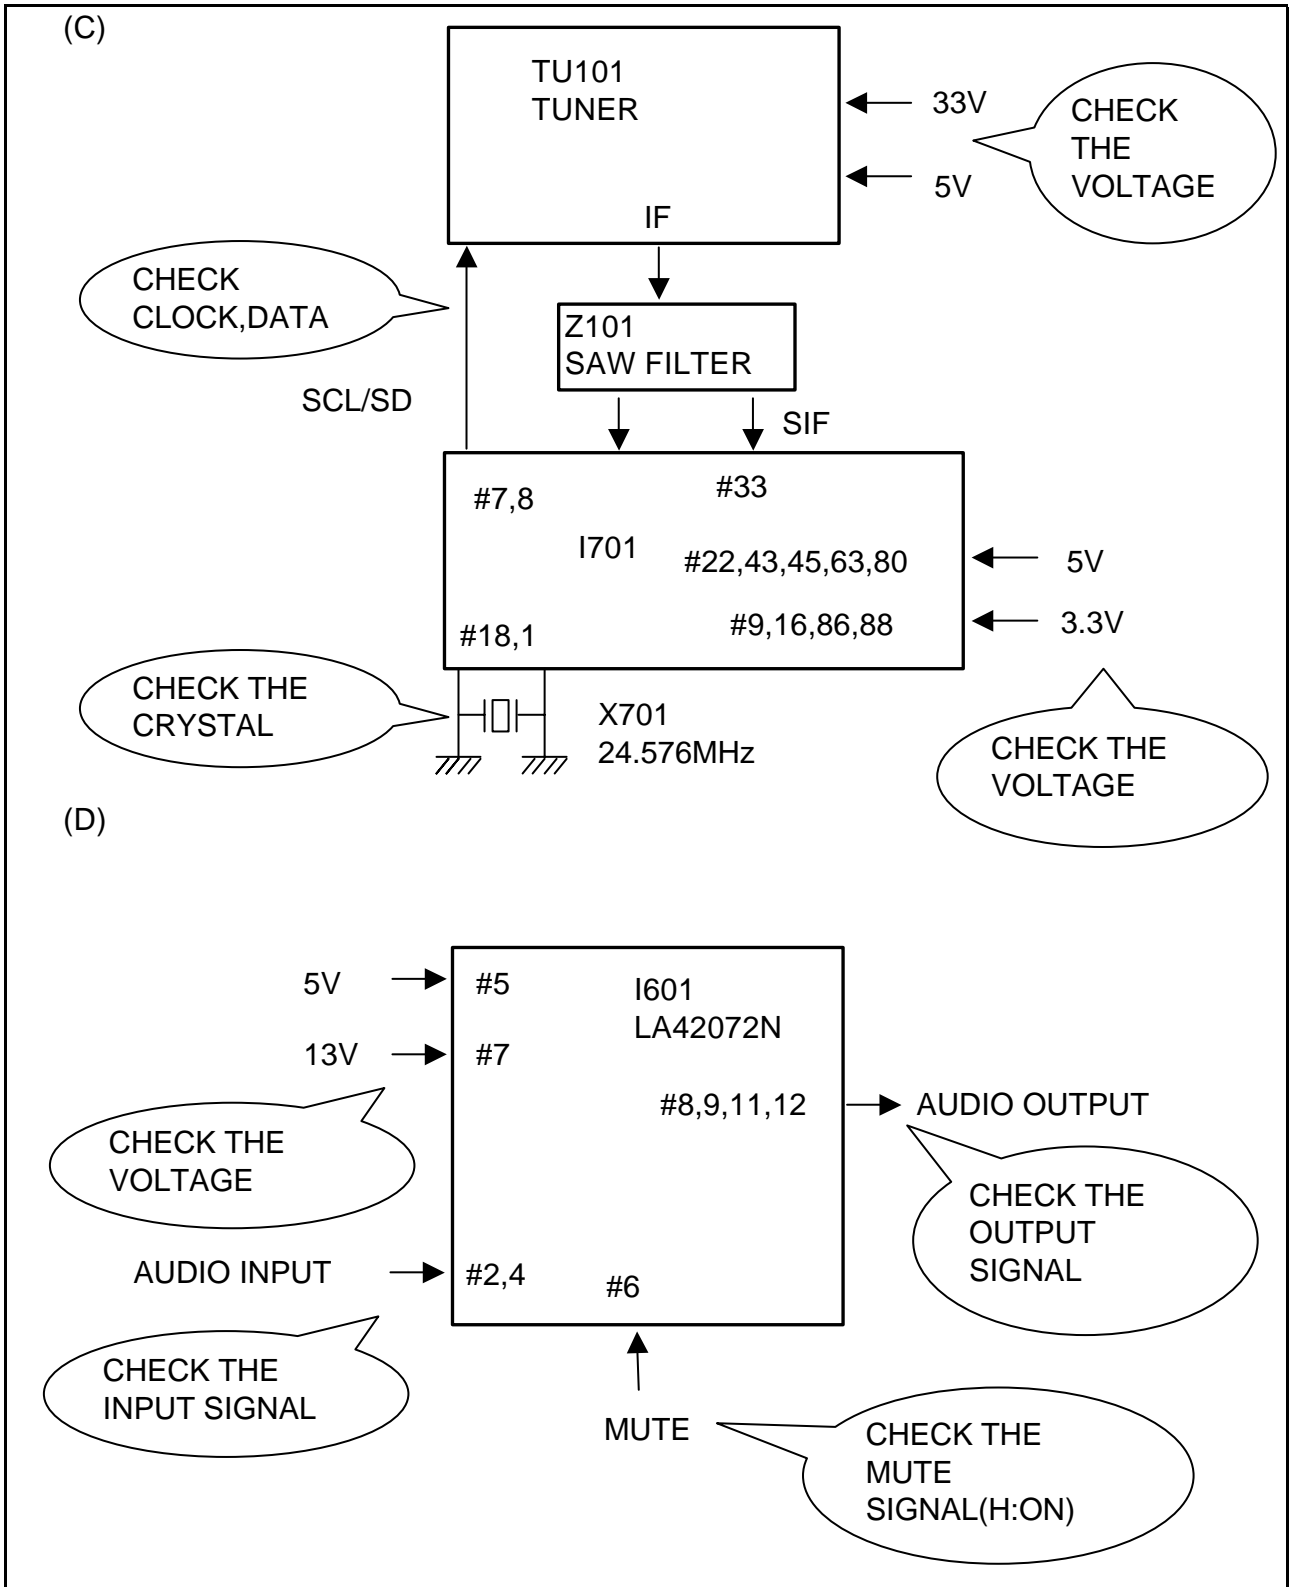 (C)
TU101
TUNER
33V
5V
CHECK
THE
VOLTAGE
IF
CHECK
CLOCK,DATA
Z101
SAW FILTER
SCL/SD
SIF
#7,8
#33
I701
#22,43,45,63,80
5V
#9,16,86,88
3.3V
#18,1
CHECK THE
CRYSTAL
X701
24.576MHz
CHECK THE
VOLTAGE
(D)
5V
#5
I601
LA42072N
13V
#7
#8,9,11,12
AUDIO OUTPUT
CHECK THE
VOLTAGE
CHECK THE
OUTPUT
SIGNAL
AUDIO INPUT
#2,4
#6
CHECK THE
INPUT SIGNAL
MUTE
CHECK THE
MUTE
SIGNAL(H:ON)